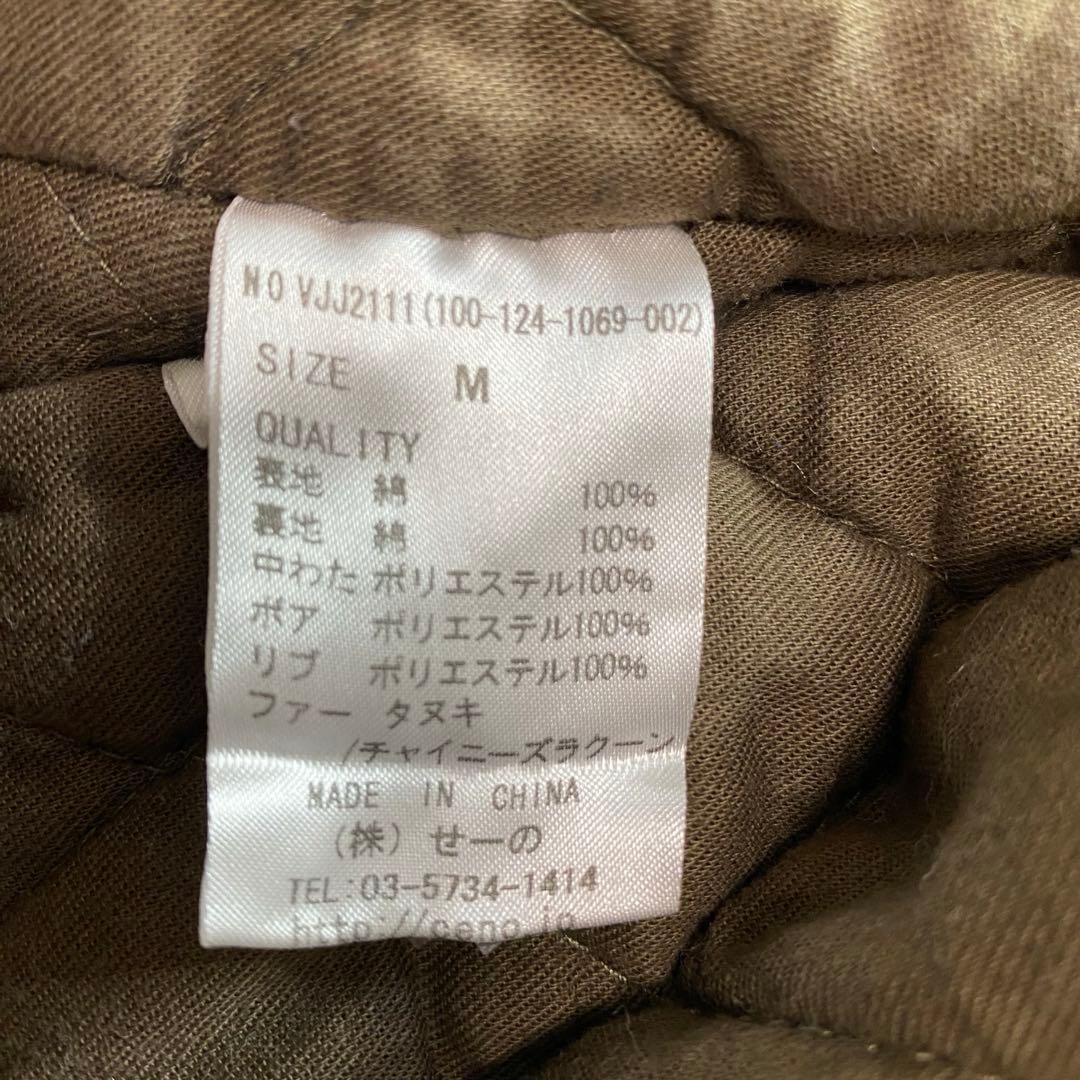 NO VJJ2111(100-124-1069-002)
SIZE M
QUALITY
表地 綿 100%
裏地 綿 100%
中わた ポリエステル100%
ボア ポリエステル100%
リブ ポリエステル100%
ファー タヌキ
/チャイニーズラクーン
MADE IN CHINA
(株) せーの
TEL:03-5734-1414
http://ceno.jp